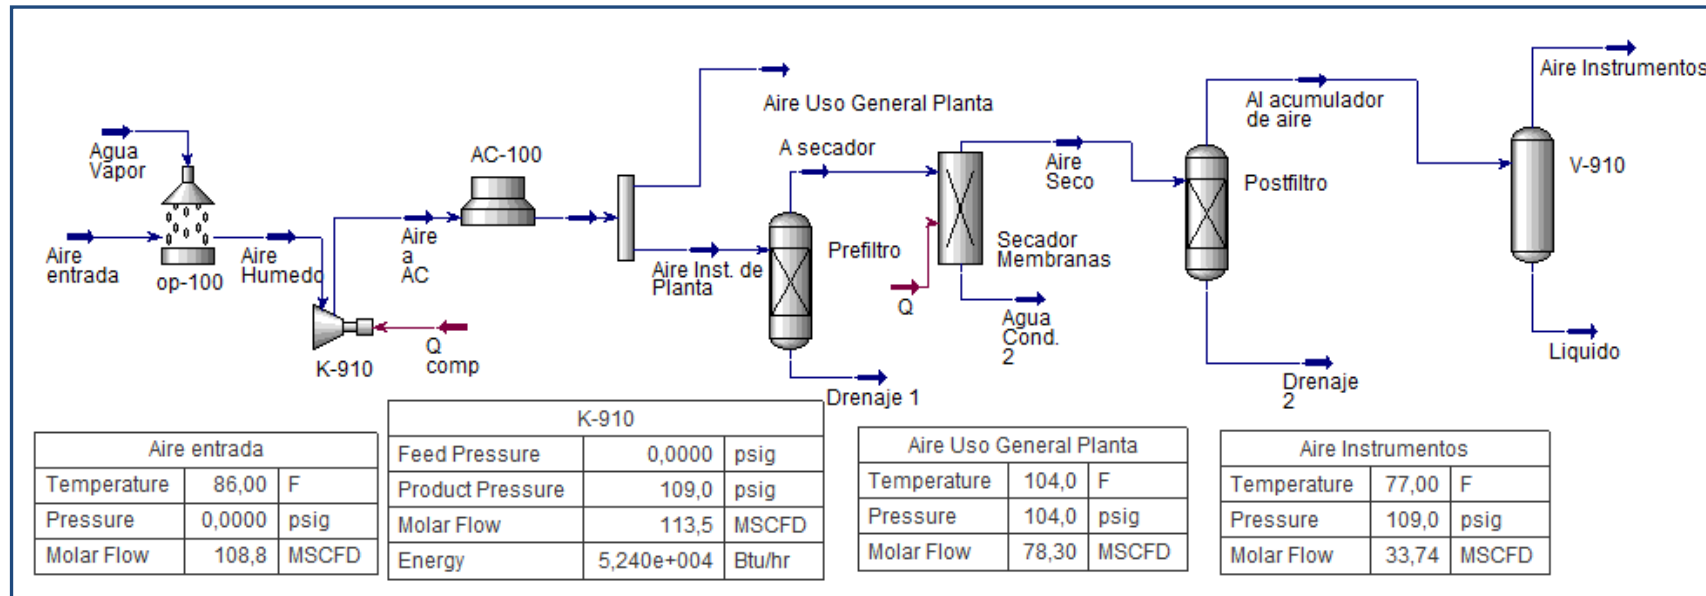 Aire Instrumentos
Aire Uso General Planta
Al acumulador
de aire
Agua
Vapor
AC-100
A secador
Aire
Seco
Postfiltro
V-910
Aire
entrada
op-100
Aire
Humedo
Aire
a
AC
Aire Inst. de
Planta
Prefiltro
Secador
Membranas
Q
Agua
Cond.
2
K-910
Q
comp
Drenaje 1
Drenaje
2
Liquido
Aire entrada
Temperature 86,00 F
Pressure 0,0000 psig
Molar Flow 108,8 MSCFD
K-910
Feed Pressure 0,0000 psig
Product Pressure 109,0 psig
Molar Flow 113,5 MSCFD
Energy 5,240e+004 Btu/hr
Aire Uso General Planta
Temperature 104,0 F
Pressure 104,0 psig
Molar Flow 78,30 MSCFD
Aire Instrumentos
Temperature 77,00 F
Pressure 109,0 psig
Molar Flow 33,74 MSCFD